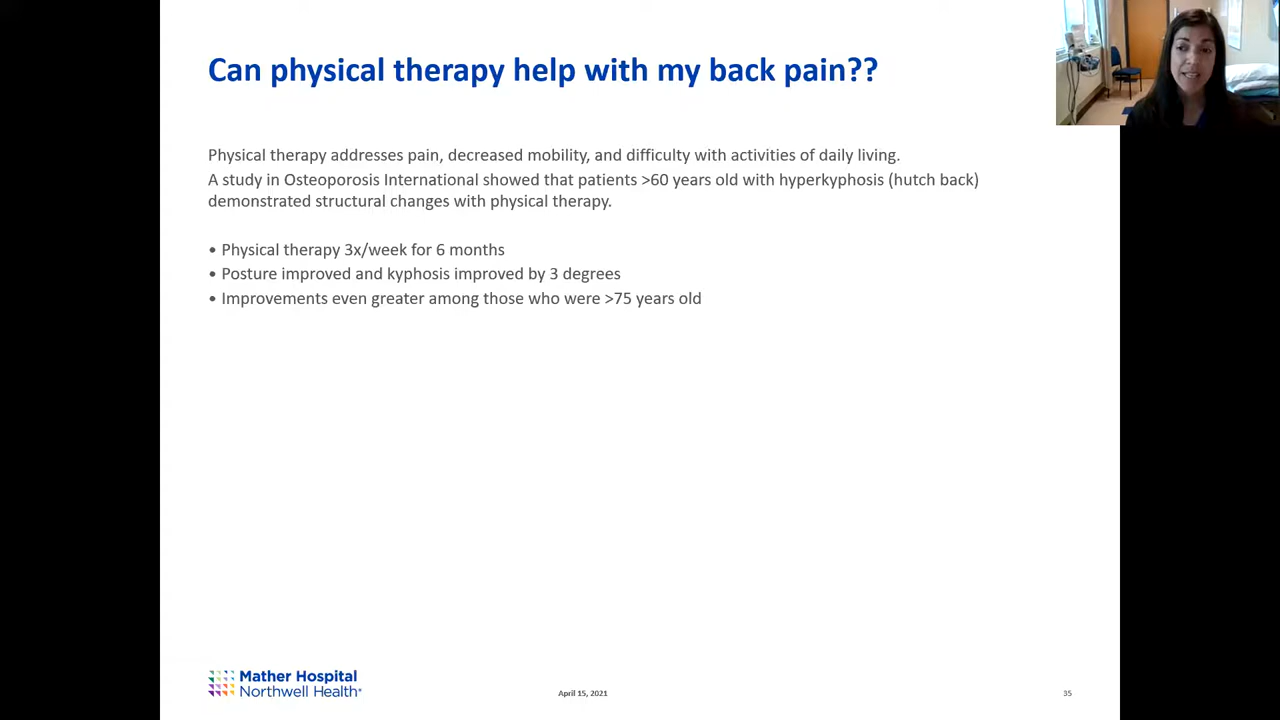 Can physical therapy help with my back pain??
Physical therapy addresses pain, decreased mobility, and difficulty with activities of daily living.
A study in Osteoporosis International showed that patients >60 years old with hyperkyphosis (hutch back)
demonstrated structural changes with physical therapy.
• Physical therapy 3x/week for 6 months
• Posture improved and kyphosis improved by 3 degrees
• Improvements even greater among those who were >75 years old
Mather Hospital
Northwell Health®
April 15, 2021
35